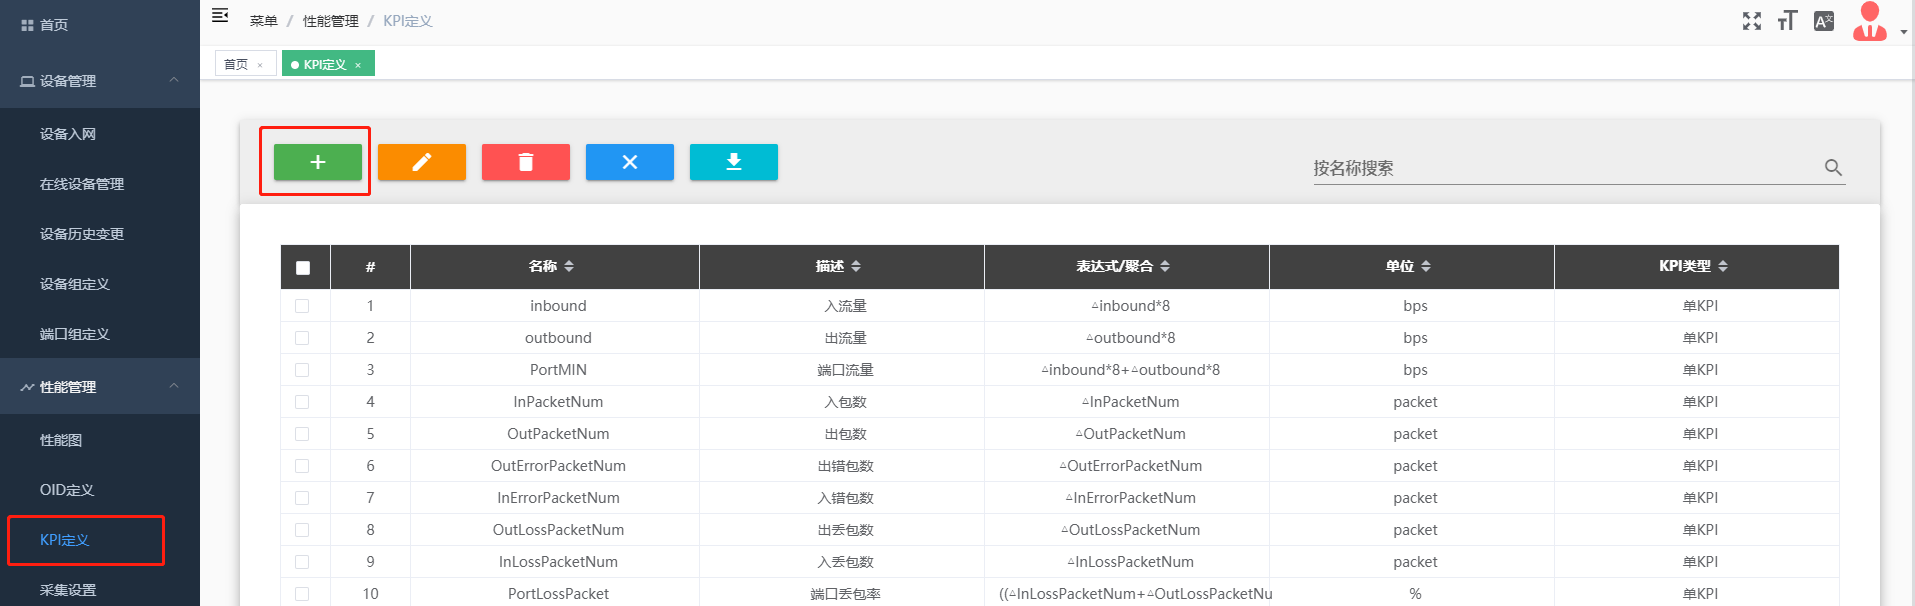 首页
设备管理
设备入网
在线设备管理
设备历史变更
设备组定义
端口组定义
性能管理
性能图
OID定义
KPI定义
采集设置
菜单 / 性能管理 / KPI定义
首页 × KPI定义 ×
按名称搜索
# 名称 描述 表达式/聚合 单位 KPI类型
1 inbound 入流量 △inbound*8 bps 单KPI
2 outbound 出流量 △outbound*8 bps 单KPI
3 PortMIN 端口流量 △inbound*8+△outbound*8 bps 单KPI
4 InPacketNum 入包数 △InPacketNum packet 单KPI
5 OutPacketNum 出包数 △OutPacketNum packet 单KPI
6 OutErrorPacketNum 出错包数 △OutErrorPacketNum packet 单KPI
7 InErrorPacketNum 入错包数 △InErrorPacketNum packet 单KPI
8 OutLossPacketNum 出丢包数 △OutLossPacketNum packet 单KPI
9 InLossPacketNum 入丢包数 △InLossPacketNum packet 单KPI
10 PortLossPacket 端口丢包率 ((△InLossPacketNum+△OutLossPacketNu % 单KPI